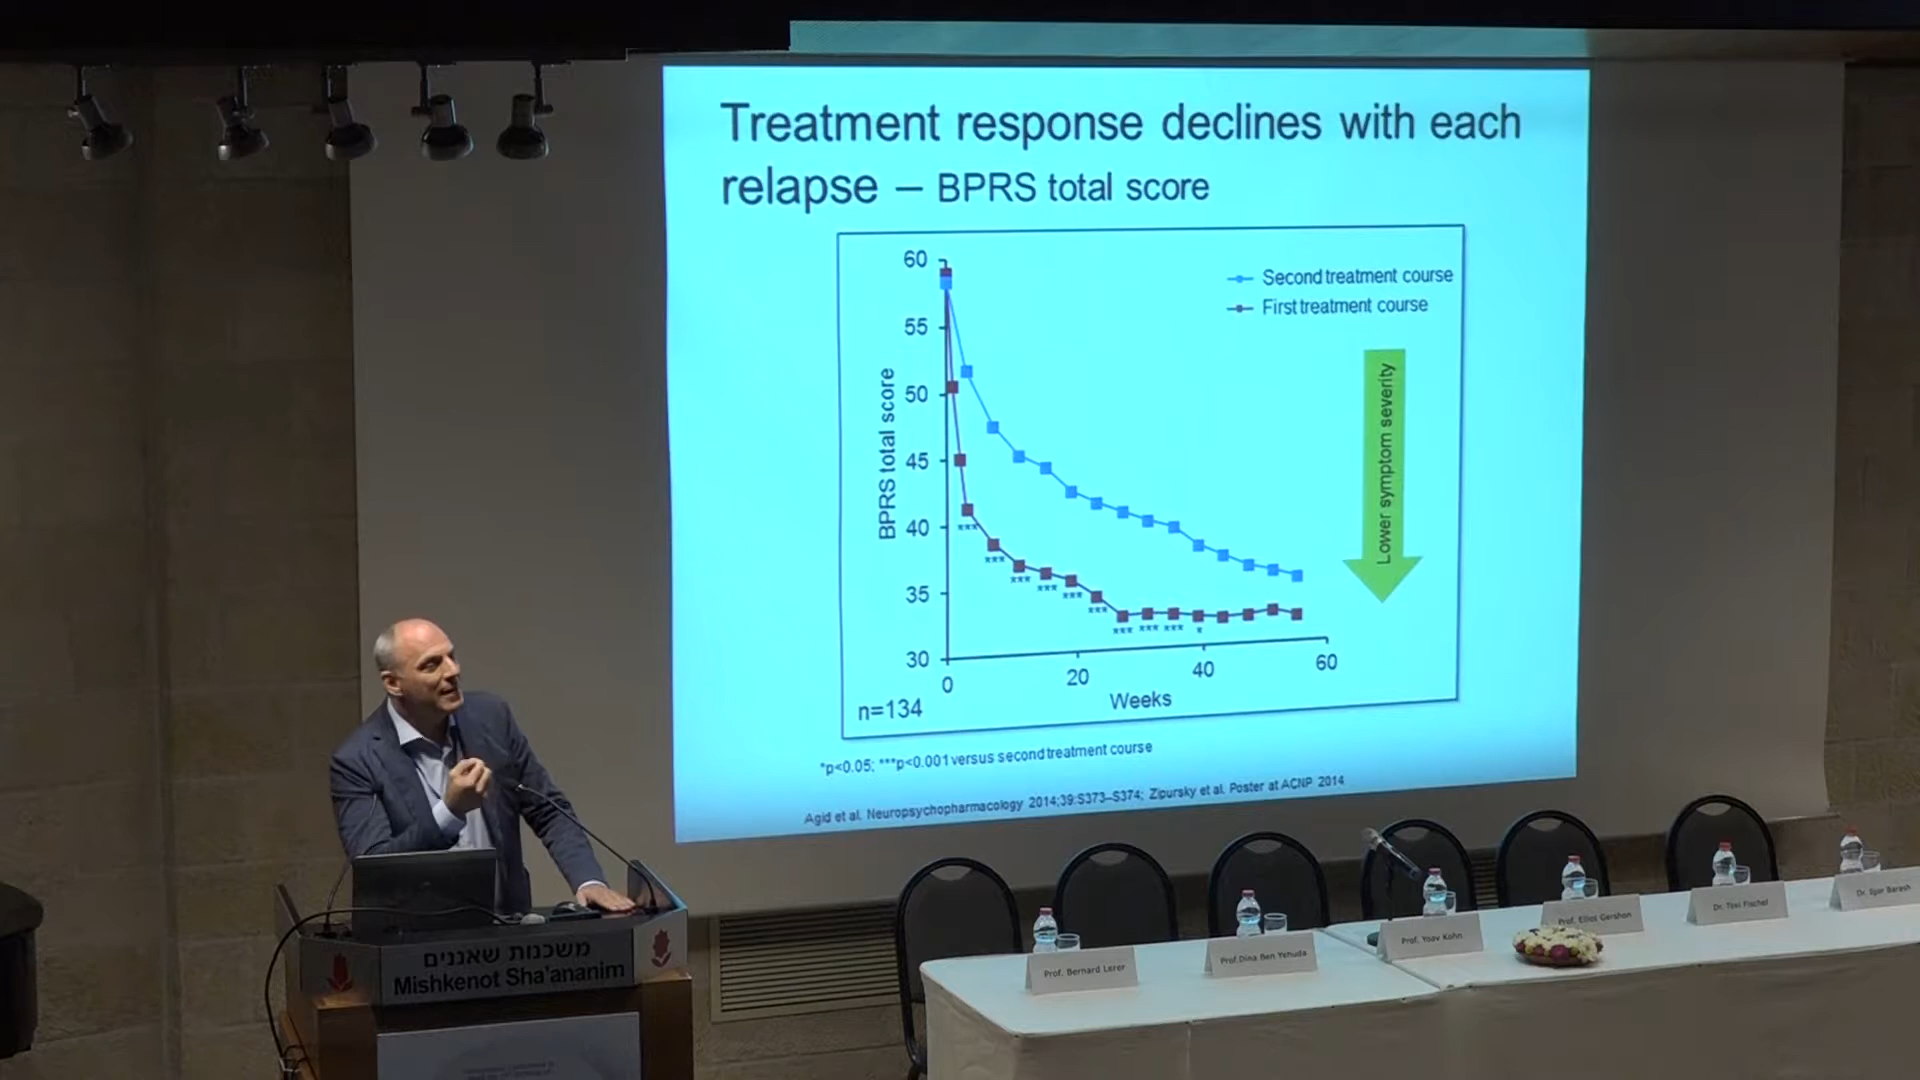 Treatment response declines with each
relapse – BPRS total score
60
55
50
45
40
35
30
BPRS total score
Second treatment course
First treatment course
Lower symptom severity
***
***
***
***
***
***
***
***
***
*
0
20
40
60
Weeks
n=134
*p<0.05; ***p<0.001 versus second treatment course
Agid et al. Neuropsychopharmacology 2014;39:S373–S374; Zipursky et al. Poster at ACNP 2014
משכנות שאננים
Mishkenot Sha'ananim
Prof. Bernard Lerer
Prof.Dina Ben Yehuda
Prof. Yoav Kohn
Prof. Elliot Gershon
Dr. Tsvi Fischel